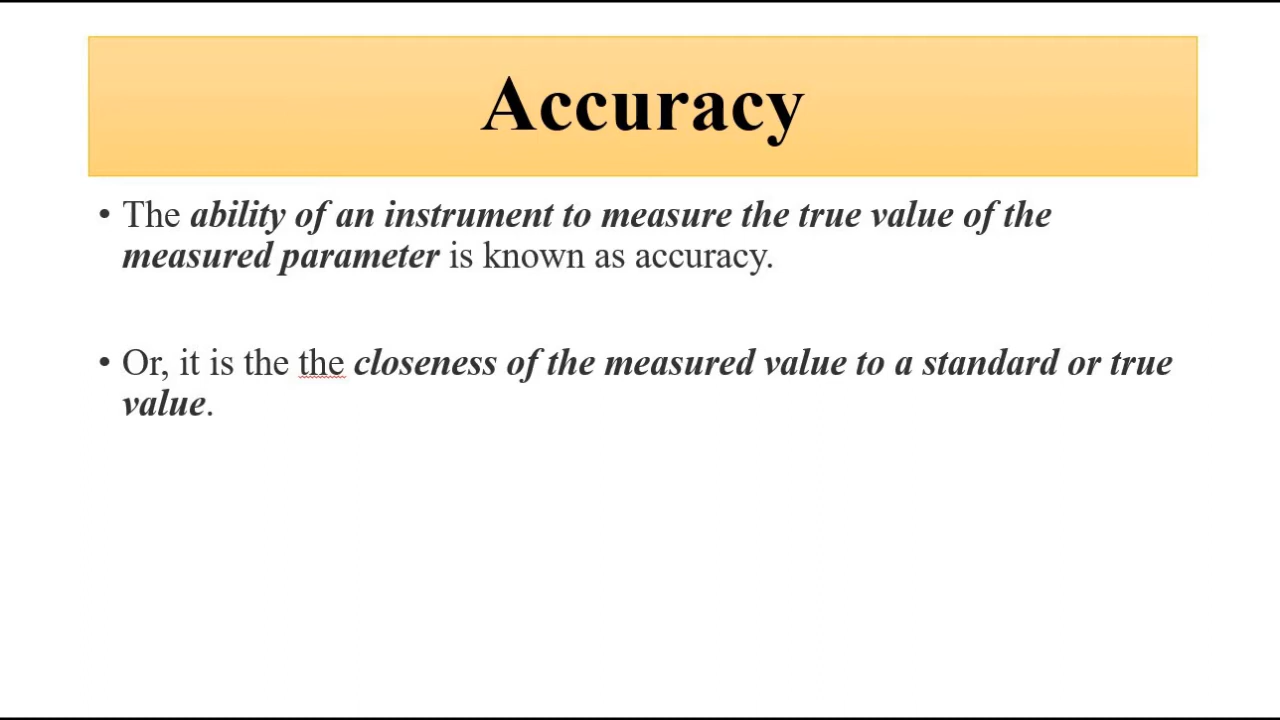 Accuracy
• The ability of an instrument to measure the true value of the
measured parameter is known as accuracy.
• Or, it is the the closeness of the measured value to a standard or true
value.